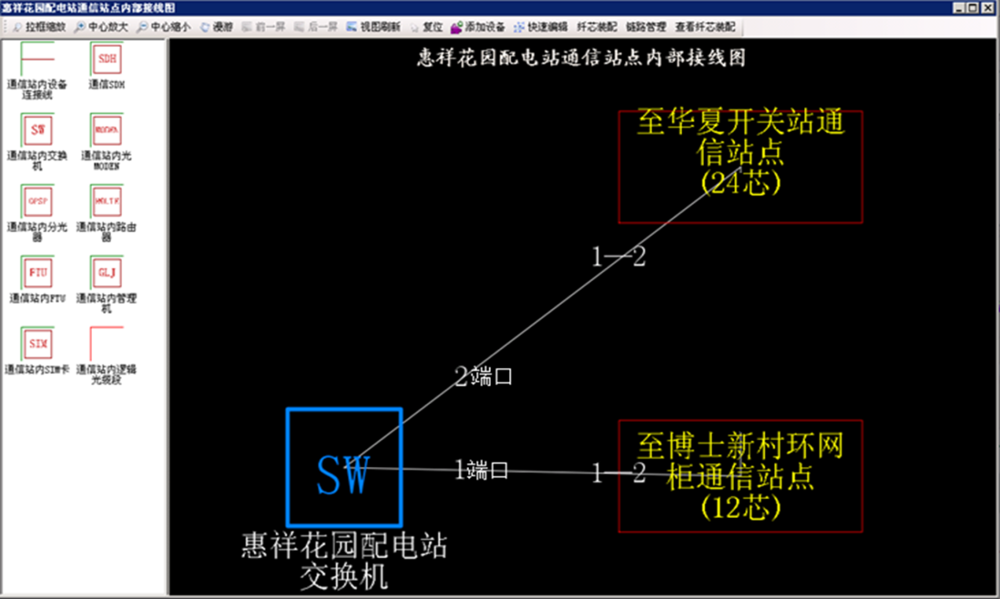 惠祥花园配电站通信站点内部接线图
拉框缩放 中心放大 中心缩小 漫游 前一屏 后一屏 视图刷新 复位 添加设备 快速编辑 纤芯装配 链路管理 查看纤芯装配
通信站内设备
连接线
SDH
通信SDH
SW
通信站内交换
机
MODEN
通信站内光
MODEN
OPSP
通信站内分光
器
通信站内路由
器
FTU
通信站内FTU
GLJ
通信站内管理
机
SIM
通信站内SIM卡
通信站内逻辑
光缆段
惠祥花园配电站通信站点内部接线图
至华夏开关站通
信站点
(24芯)
1—2
2端口
SW
1端口
1—2
至博士新村环网
柜通信站点
(12芯)
惠祥花园配电站
交换机